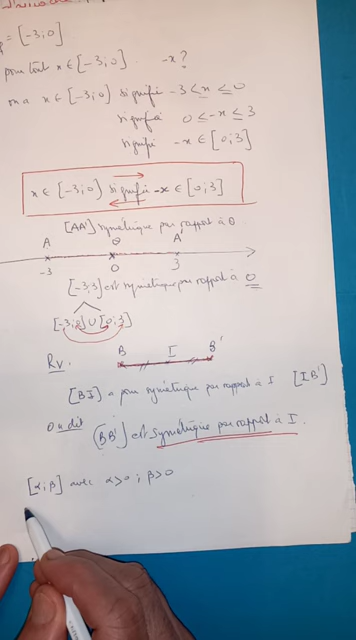 = [-3;0]
pour tout x ∈ [-3;0] -x ?
on a x ∈ [-3;0] signifie -3 ≤ x ≤ 0
signifie 0 ≤ -x ≤ 3
signifie -x ∈ [0;3]
x ∈ [-3;0] signifie -x ∈ [0;3]
[AA'] symétrique par rapport à O
A O A'
-3 0 3
[-3;3] est symétrique par rapport à 0
[-3;0] ∪ [0;3]
Rv. B I B'
[BI] a pour symétrique par rapport à I [IB']
On dit [BB'] est symétrique par rapport à I.
[α;β] avec α>0 ; β>0